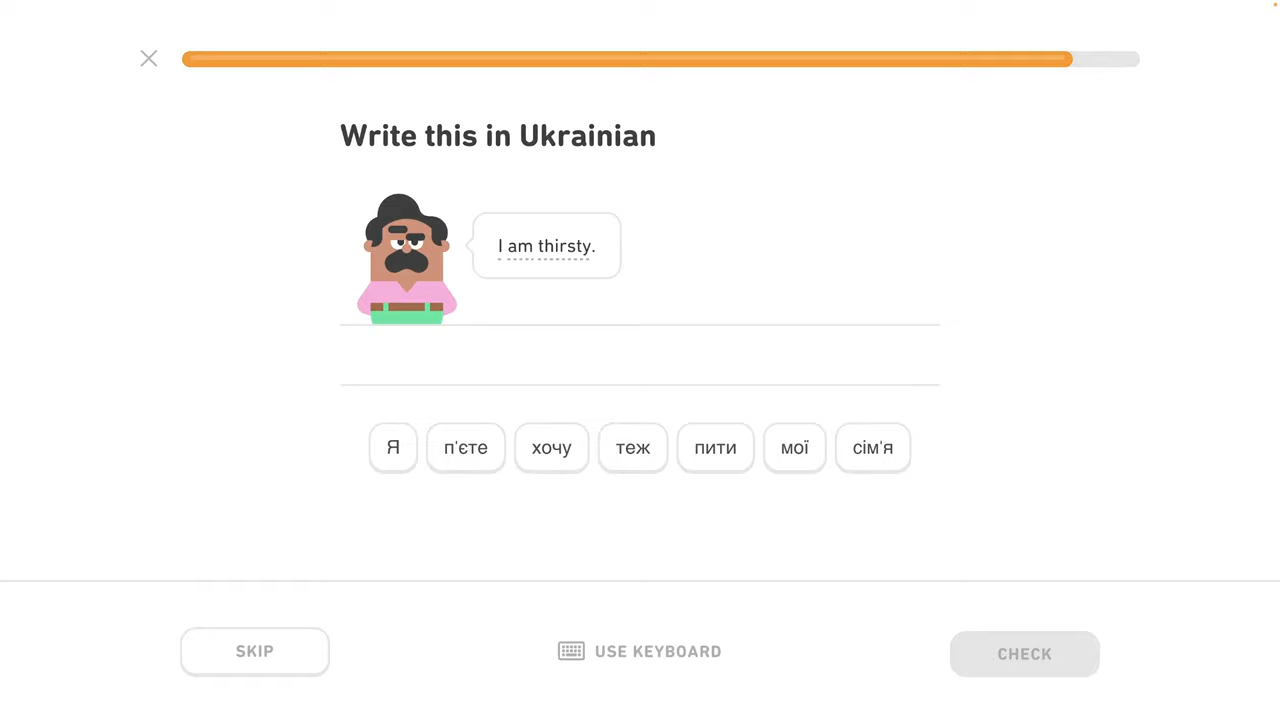 Write this in Ukrainian
I am thirsty.
Я п'єте хочу теж пити мої сім'я
SKIP USE KEYBOARD CHECK